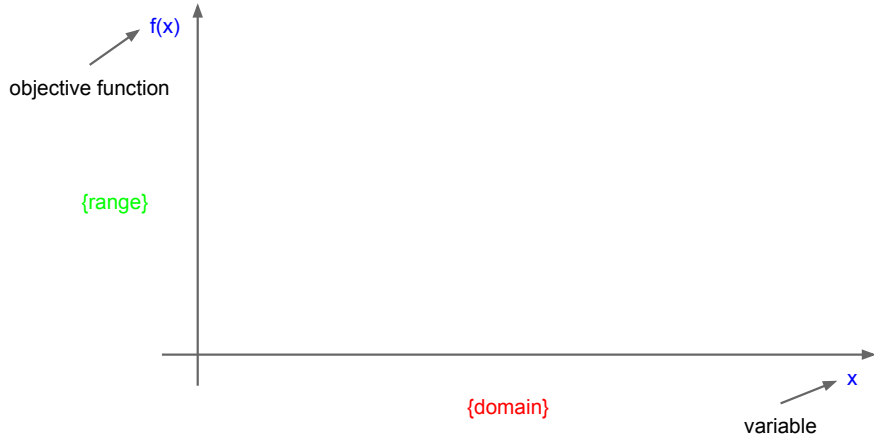 f(x)
objective function
{range}
x
{domain}
variable